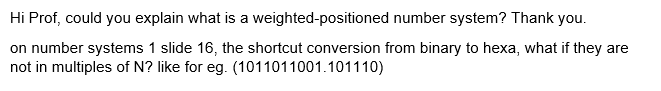 Hi Prof, could you explain what is a weighted-positioned number system? Thank you.
on number systems 1 slide 16, the shortcut conversion from binary to hexa, what if they are
not in multiples of N? like for eg. (1011011001.101110)